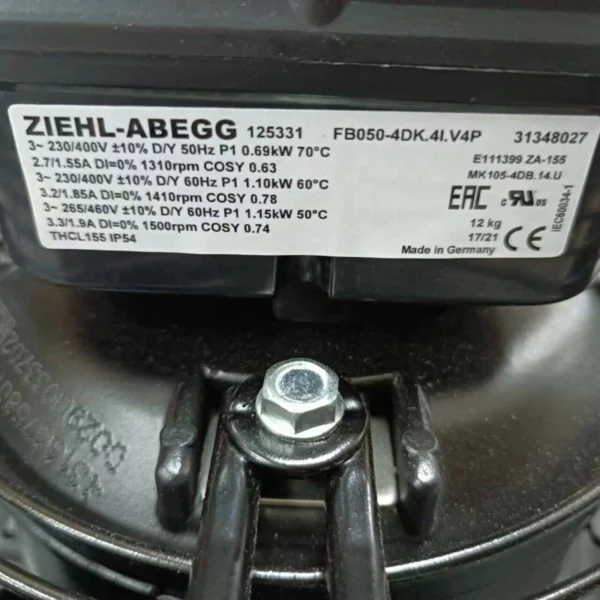 ZIEHL-ABEGG 125331 FB050-4DK.4I.V4P 31348027
3~ 230/400V ±10% D/Y 50Hz P1 0.69kW 70°C
2.7/1.55A DI=0% 1310rpm COSY 0.63
3~ 230/400V ±10% D/Y 60Hz P1 1.10kW 60°C
3.2/1.85A DI=0% 1410rpm COSY 0.78
3~ 265/460V ±10% D/Y 60Hz P1 1.15kW 50°C
3.3/1.9A DI=0% 1500rpm COSY 0.74
THCL155 IP54
E111399 ZA-155
MK105-4DB.14.U
EAC c RU us
12 kg
17/21 CE
Made in Germany
IEC60034-1